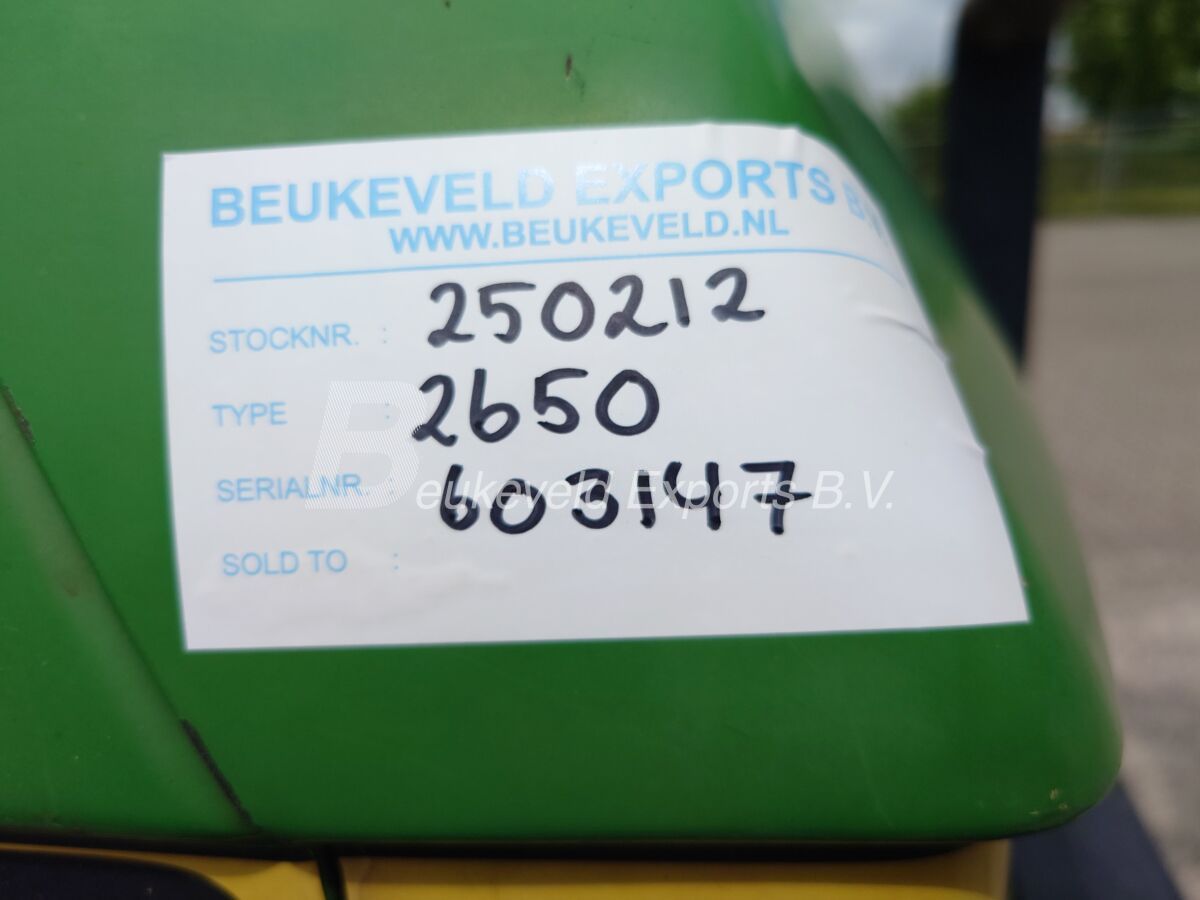 BEUKEVELD EXPORTS B.V.
WWW.BEUKEVELD.NL
STOCKNR. : 250212
TYPE : 2650
SERIALNR. 603147
Beukeveld Exports B.V.
SOLD TO :